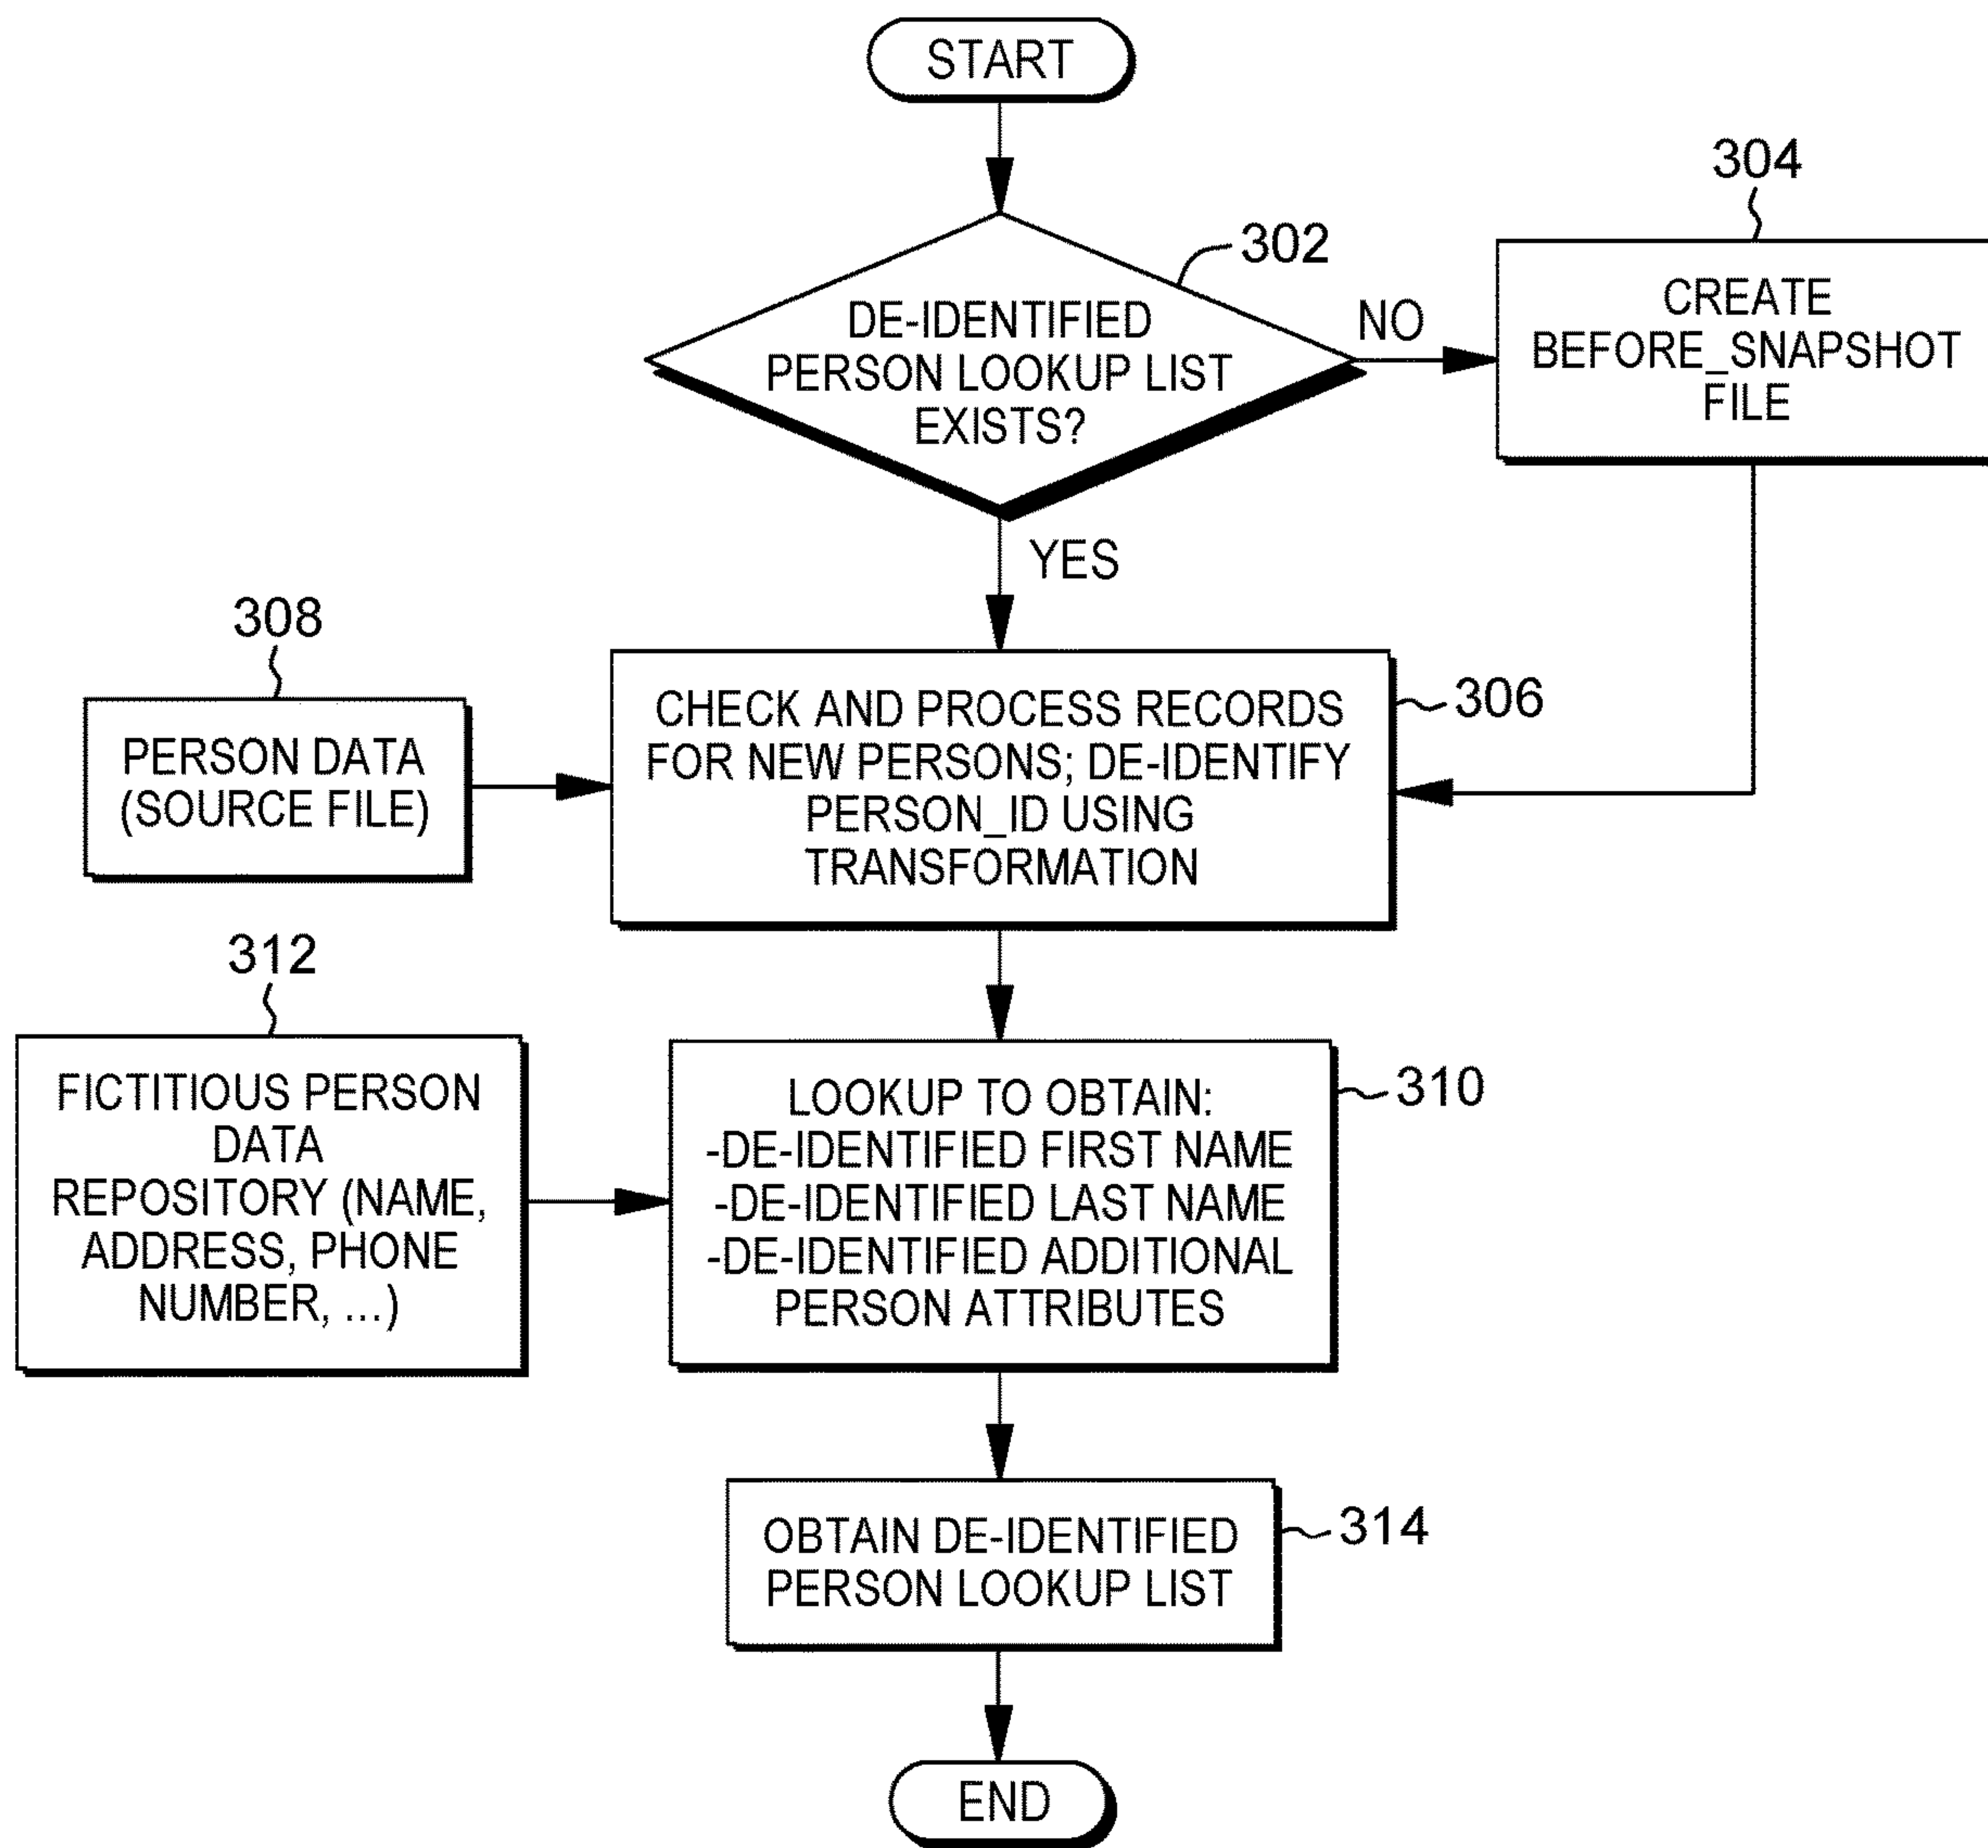 START
302
DE-IDENTIFIED
PERSON LOOKUP LIST
EXISTS?
NO
304
CREATE
BEFORE_SNAPSHOT
FILE
YES
308
PERSON DATA
(SOURCE FILE)
CHECK AND PROCESS RECORDS
FOR NEW PERSONS; DE-IDENTIFY
PERSON_ID USING
TRANSFORMATION
306
312
FICTITIOUS PERSON
DATA
REPOSITORY (NAME,
ADDRESS, PHONE
NUMBER, ...)
LOOKUP TO OBTAIN:
-DE-IDENTIFIED FIRST NAME
-DE-IDENTIFIED LAST NAME
-DE-IDENTIFIED ADDITIONAL
PERSON ATTRIBUTES
310
OBTAIN DE-IDENTIFIED
PERSON LOOKUP LIST
314
END